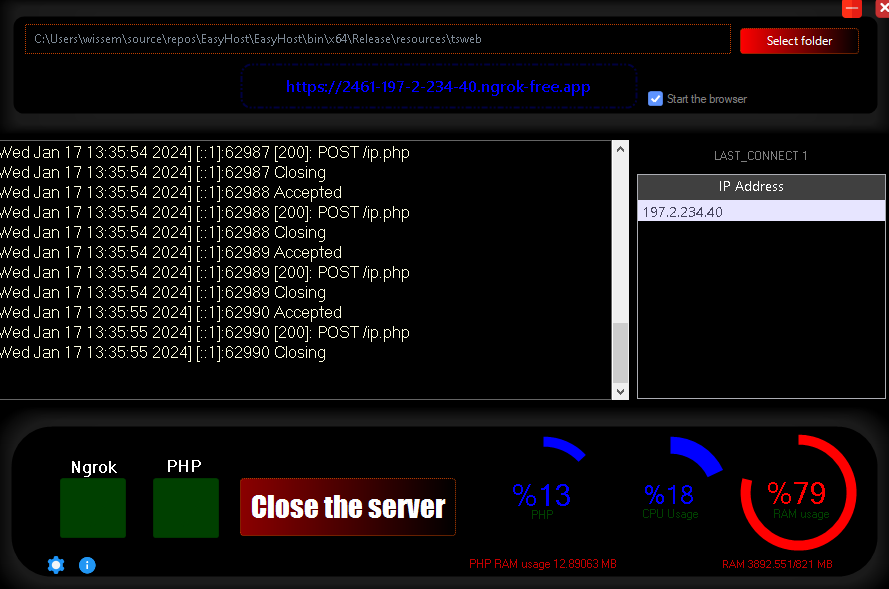 C:\Users\wissem\source\repos\EasyHost\EasyHost\bin\x64\Release\resources\tsweb
Select folder
https://2461-197-2-234-40.ngrok-free.app
Start the browser
Wed Jan 17 13:35:54 2024] [::1]:62987 [200]: POST /ip.php
Wed Jan 17 13:35:54 2024] [::1]:62987 Closing
Wed Jan 17 13:35:54 2024] [::1]:62988 Accepted
Wed Jan 17 13:35:54 2024] [::1]:62988 [200]: POST /ip.php
Wed Jan 17 13:35:54 2024] [::1]:62988 Closing
Wed Jan 17 13:35:54 2024] [::1]:62989 Accepted
Wed Jan 17 13:35:54 2024] [::1]:62989 [200]: POST /ip.php
Wed Jan 17 13:35:54 2024] [::1]:62989 Closing
Wed Jan 17 13:35:55 2024] [::1]:62990 Accepted
Wed Jan 17 13:35:55 2024] [::1]:62990 [200]: POST /ip.php
Wed Jan 17 13:35:55 2024] [::1]:62990 Closing
LAST_CONNECT 1
IP Address
197.2.234.40
Ngrok
PHP
Close the server
%13
PHP
%18
CPU Usage
%79
RAM usage
PHP RAM usage 12.89063 MB
RAM 3892.551/821 MB